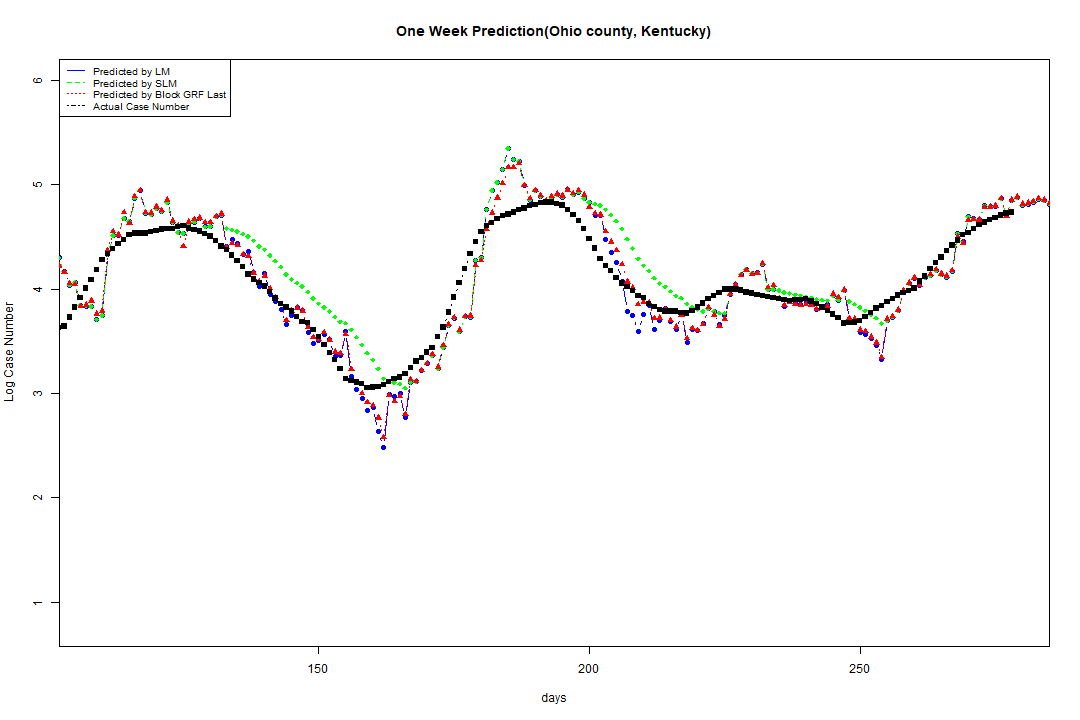 One Week Prediction(Ohio county, Kentucky)
Predicted by LM
Predicted by SLM
Predicted by Block GRF Last
Actual Case Number
Log Case Number
6
5
4
3
2
1
150
200
250
days